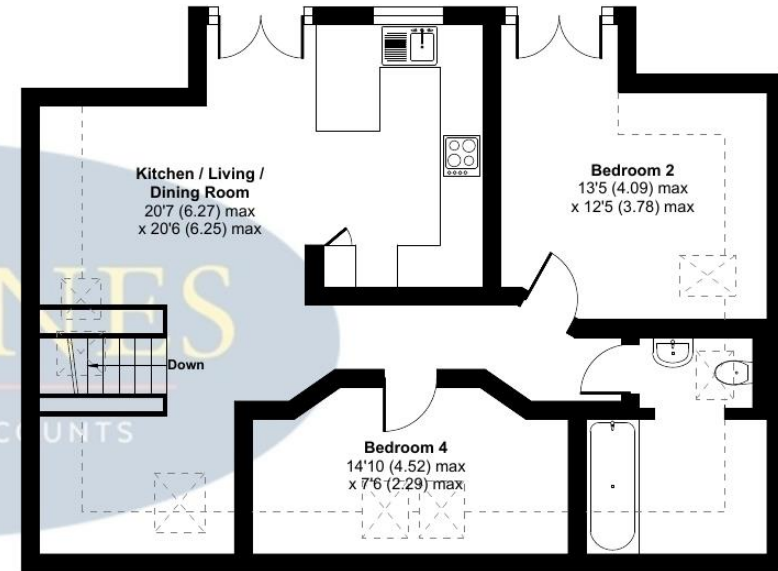 Kitchen / Living /
Dining Room
20'7 (6.27) max
x 20'6 (6.25) max
Bedroom 2
13'5 (4.09) max
x 12'5 (3.78) max
Down
Bedroom 4
14'10 (4.52) max
x 7'6 (2.29) max